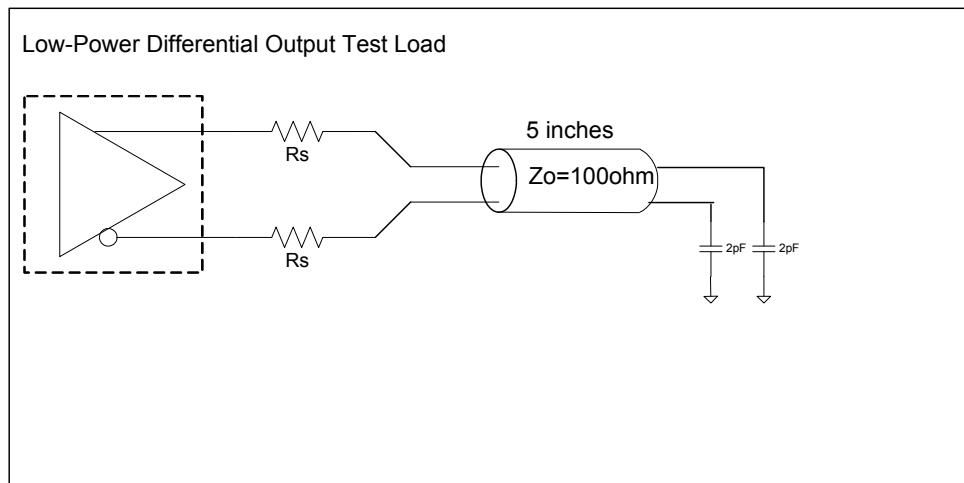 Low-Power Differential Output Test Load
Rs
5 inches
Zo=100ohm
Rs
2pF
2pF